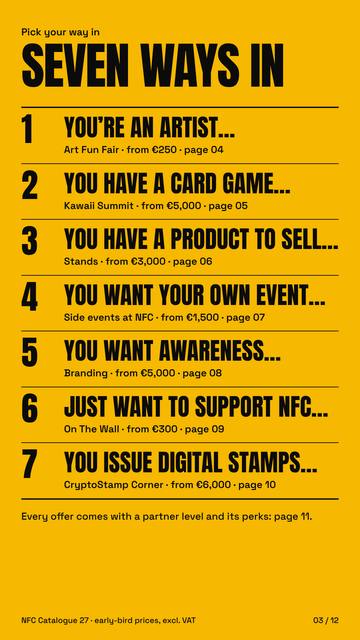 Pick your way in
SEVEN WAYS IN
1 YOU’RE AN ARTIST...
Art Fun Fair · from €250 · page 04
2 YOU HAVE A CARD GAME...
Kawaii Summit · from €5,000 · page 05
3 YOU HAVE A PRODUCT TO SELL...
Stands · from €3,000 · page 06
4 YOU WANT YOUR OWN EVENT...
Side events at NFC · from €1,500 · page 07
5 YOU WANT AWARENESS...
Branding · from €5,000 · page 08
6 JUST WANT TO SUPPORT NFC...
On The Wall · from €300 · page 09
7 YOU ISSUE DIGITAL STAMPS...
CryptoStamp Corner · from €6,000 · page 10
Every offer comes with a partner level and its perks: page 11.
NFC Catalogue 27 · early-bird prices, excl. VAT 03 / 12